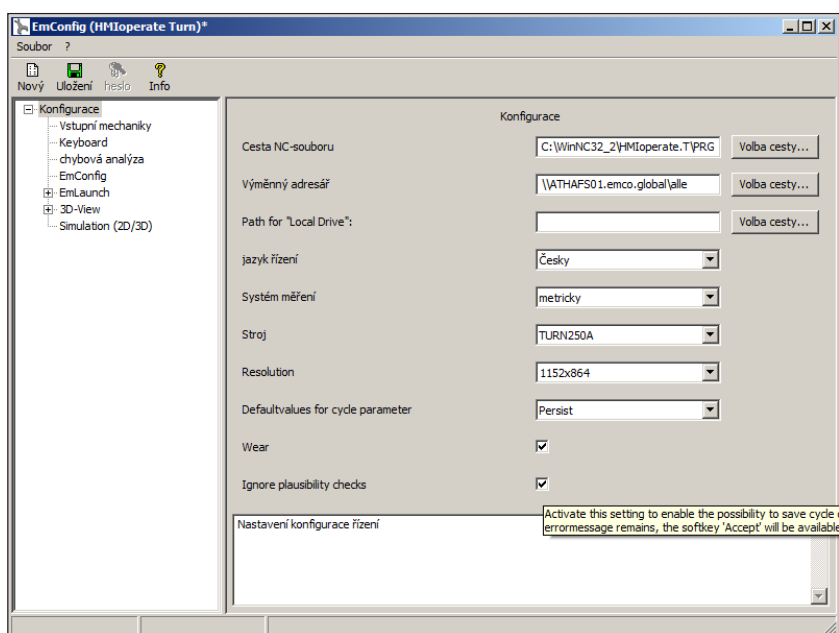 EmConfig (HMIoperate Turn)*
Soubor ?
Nový Uložení heslo Info
Konfigurace
Vstupní mechaniky
Keyboard
chybová analýza
EmConfig
EmLaunch
3D-View
Simulation (2D/3D)
Konfigurace
Cesta NC-souboru C:\WinNC32_2\HMIoperate.T\PRG Volba cesty...
Výměnný adresář \\ATHAFS01.emco.global\alle Volba cesty...
Path for "Local Drive": Volba cesty...
jazyk řízení Česky
Systém měření metricky
Stroj TURN250A
Resolution 1152x864
Defaultvalues for cycle parameter Persist
Wear
Ignore plausibility checks
Activate this setting to enable the possibility to save cycle
errormessage remains, the softkey 'Accept' will be available
Nastavení konfigurace řízení